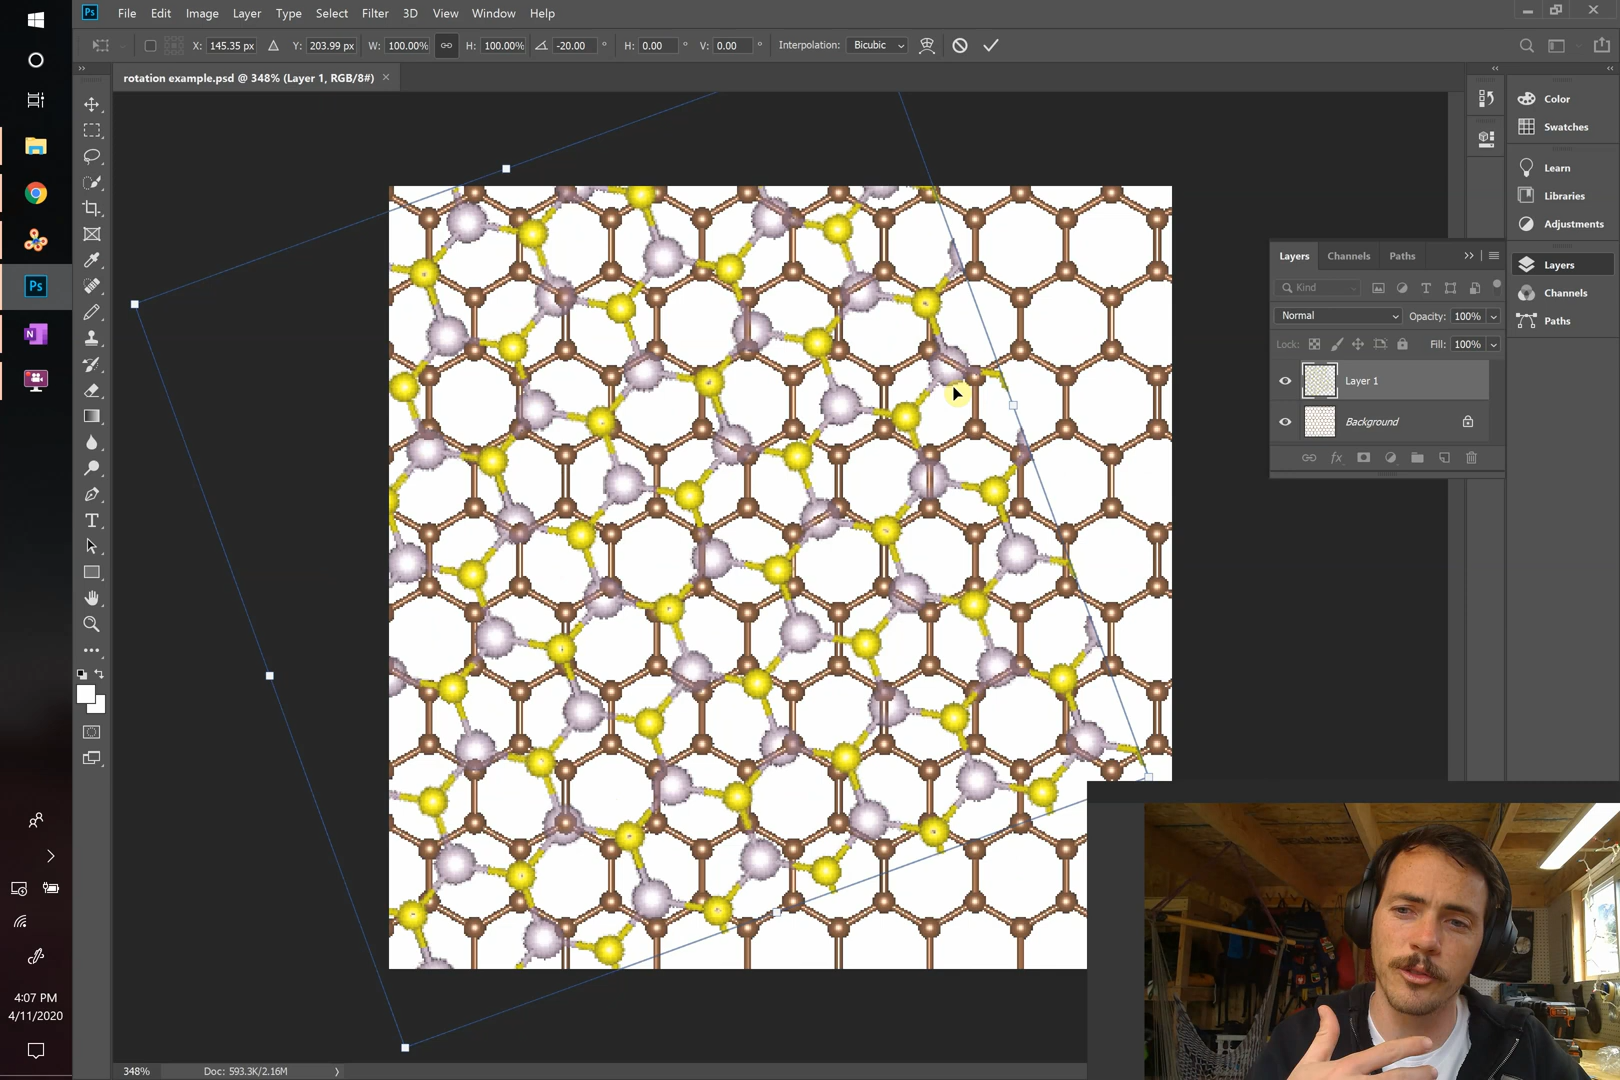 Ps File Edit Image Layer Type Select Filter 3D View Window Help
X: 145.35 px Y: 203.99 px W: 100.00% H: 100.00% -20.00 ° H: 0.00 ° V: 0.00 ° Interpolation: Bicubic
rotation example.psd @ 348% (Layer 1, RGB/8#) ×
Color
Swatches
Learn
Libraries
Adjustments
Layers
Channels
Paths
Layers Channels Paths
Kind
Normal Opacity: 100%
Lock: Fill: 100%
Layer 1
Background
fx
Ps
N
T
4:07 PM
4/11/2020
348% Doc: 593.3K/2.16M